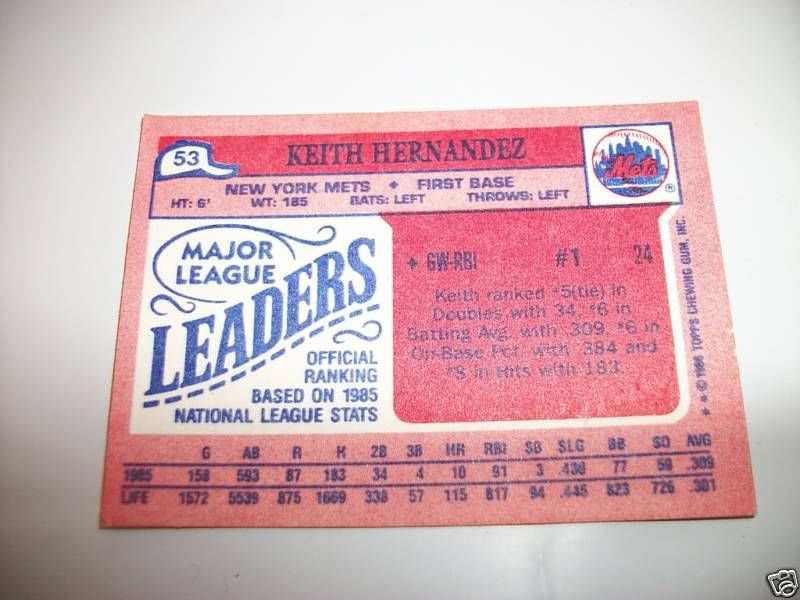 53
KEITH HERNANDEZ
Mets
®
NEW YORK METS ♦ FIRST BASE
HT: 6' WT: 185 BATS: LEFT THROWS: LEFT
MAJOR LEAGUE
LEADERS
OFFICIAL
RANKING
BASED ON 1985
NATIONAL LEAGUE STATS
♦ GW-RBI #1 24
Keith ranked #5(tie) in
Doubles with 34, #6 in
Batting Avg. with .309, #6 in
On-Base Pct. with .384 and
#8 in Hits with 183.
* * © 1986 TOPPS CHEWING GUM, INC.
G AB R H 2B 3B HR RBI SB SLG BB SO AVG
1985 158 593 87 183 34 4 10 91 3 .430 77 59 .309
LIFE 1572 5539 875 1669 338 57 115 817 94 .445 823 726 .301